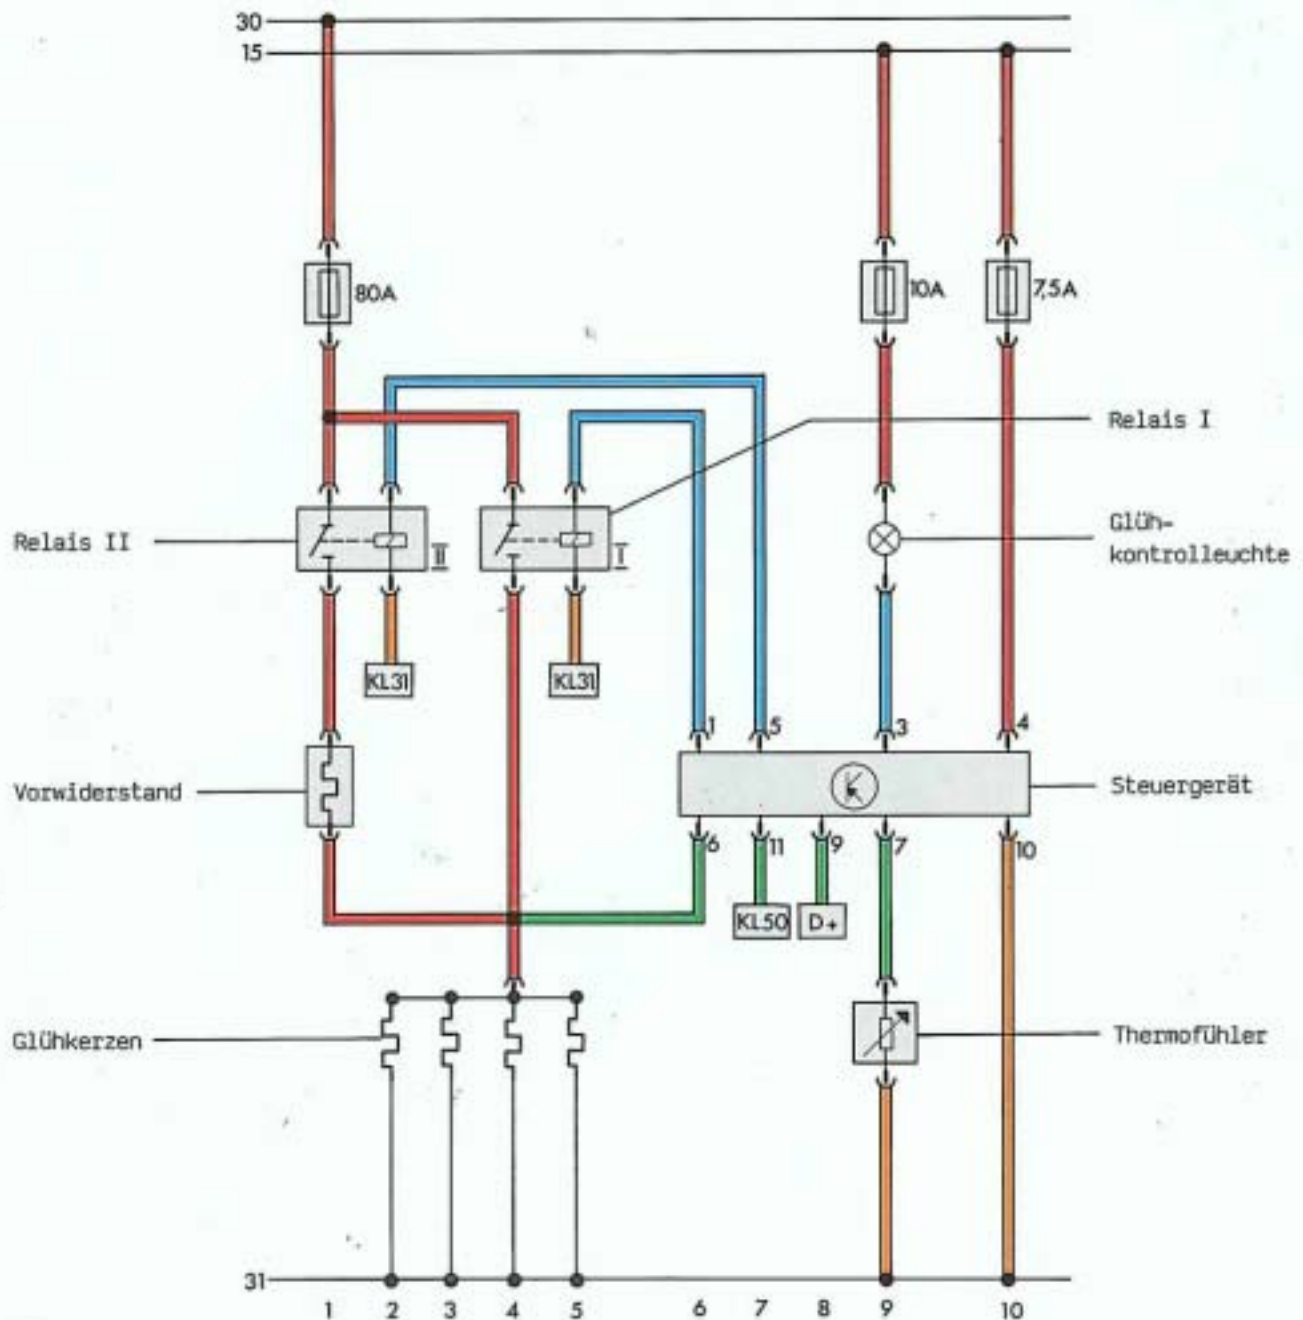 30
15
80A
10A
7,5A
Relais I
Relais II
II
I
Glüh-
kontrolleuchte
KL31
KL31
1
5
3
4
Vorwiderstand
Steuergerät
6
11
9
7
10
KL50
D+
Glühkerzen
Thermofühler
31
1 2 3 4 5 6 7 8 9 10